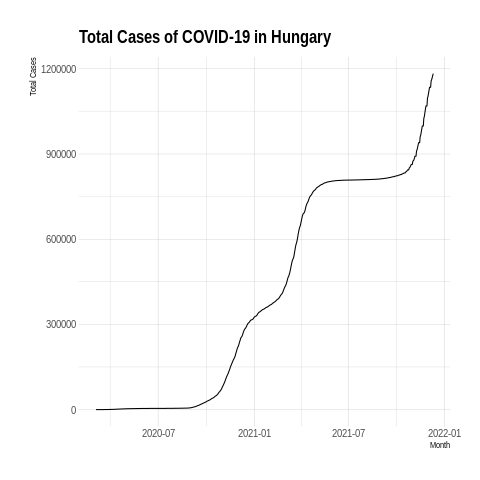 Total Cases of COVID-19 in Hungary
Total Cases
1200000
900000
600000
300000
0
2020-07 2021-01 2021-07 2022-01
Month